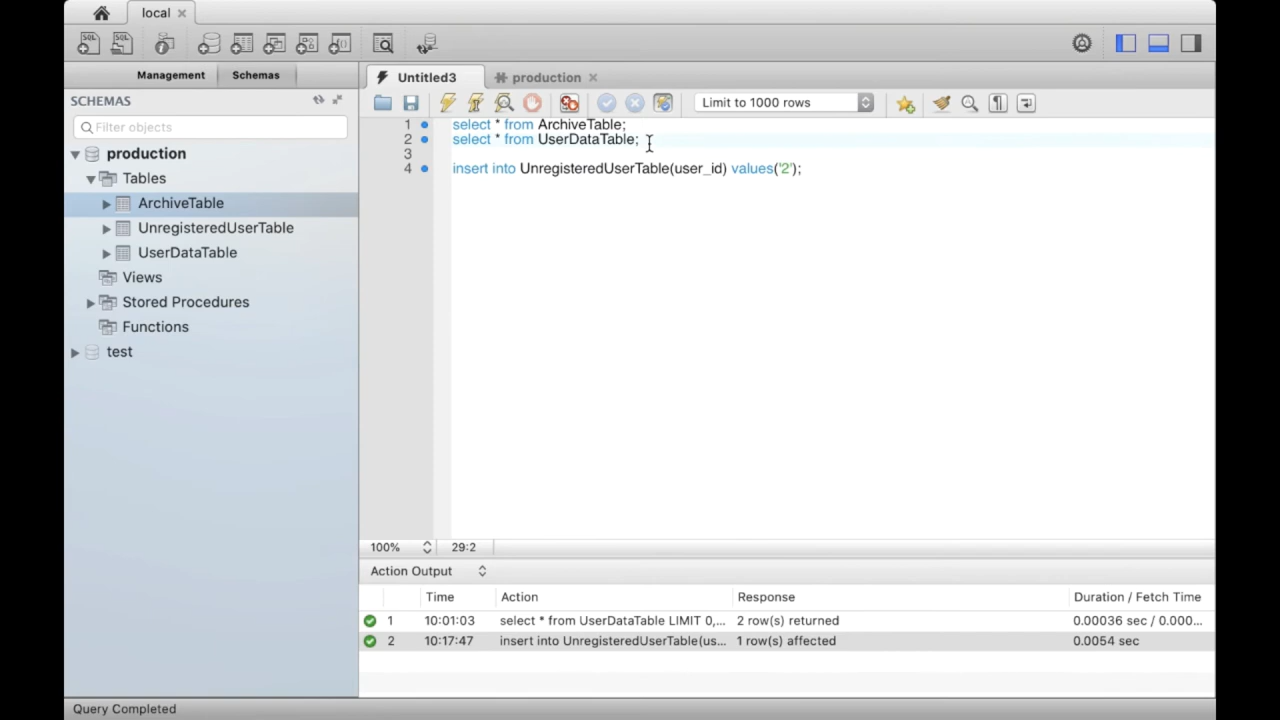 local
SQL SQL
Management Schemas Untitled3 production
SCHEMAS
Filter objects
Limit to 1000 rows
production
Tables
ArchiveTable
UnregisteredUserTable
UserDataTable
Views
Stored Procedures
Functions
test
1 select * from ArchiveTable;
2 select * from UserDataTable;
3
4 insert into UnregisteredUserTable(user_id) values('2');
100% 29:2
Action Output
Time Action Response Duration / Fetch Time
1 10:01:03 select * from UserDataTable LIMIT 0,... 2 row(s) returned 0.00036 sec / 0.000...
2 10:17:47 insert into UnregisteredUserTable(us... 1 row(s) affected 0.0054 sec
Query Completed